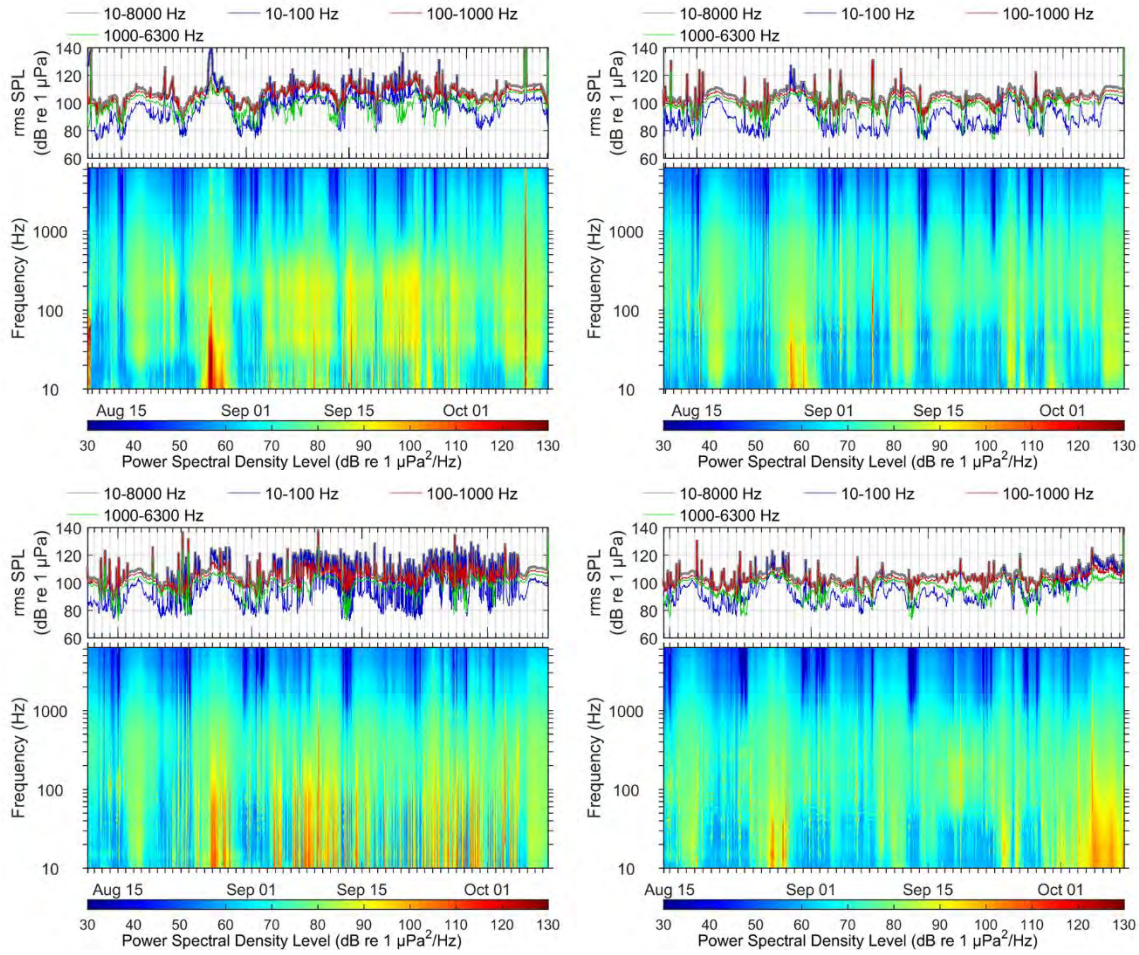 10-8000 Hz 10-100 Hz 100-1000 Hz
1000-6300 Hz
rms SPL
(dB re 1 µPa)
140
120
100
80
60
Frequency (Hz)
1000
100
10
Aug 15 Sep 01 Sep 15 Oct 01
30 40 50 60 70 80 90 100 110 120 130
Power Spectral Density Level (dB re 1 µPa²/Hz)
10-8000 Hz 10-100 Hz 100-1000 Hz
1000-6300 Hz
rms SPL
(dB re 1 µPa)
140
120
100
80
60
Frequency (Hz)
1000
100
10
Aug 15 Sep 01 Sep 15 Oct 01
30 40 50 60 70 80 90 100 110 120 130
Power Spectral Density Level (dB re 1 µPa²/Hz)
10-8000 Hz 10-100 Hz 100-1000 Hz
1000-6300 Hz
rms SPL
(dB re 1 µPa)
140
120
100
80
60
Frequency (Hz)
1000
100
10
Aug 15 Sep 01 Sep 15 Oct 01
30 40 50 60 70 80 90 100 110 120 130
Power Spectral Density Level (dB re 1 µPa²/Hz)
10-8000 Hz 10-100 Hz 100-1000 Hz
1000-6300 Hz
rms SPL
(dB re 1 µPa)
140
120
100
80
60
Frequency (Hz)
1000
100
10
Aug 15 Sep 01 Sep 15 Oct 01
30 40 50 60 70 80 90 100 110 120 130
Power Spectral Density Level (dB re 1 µPa²/Hz)